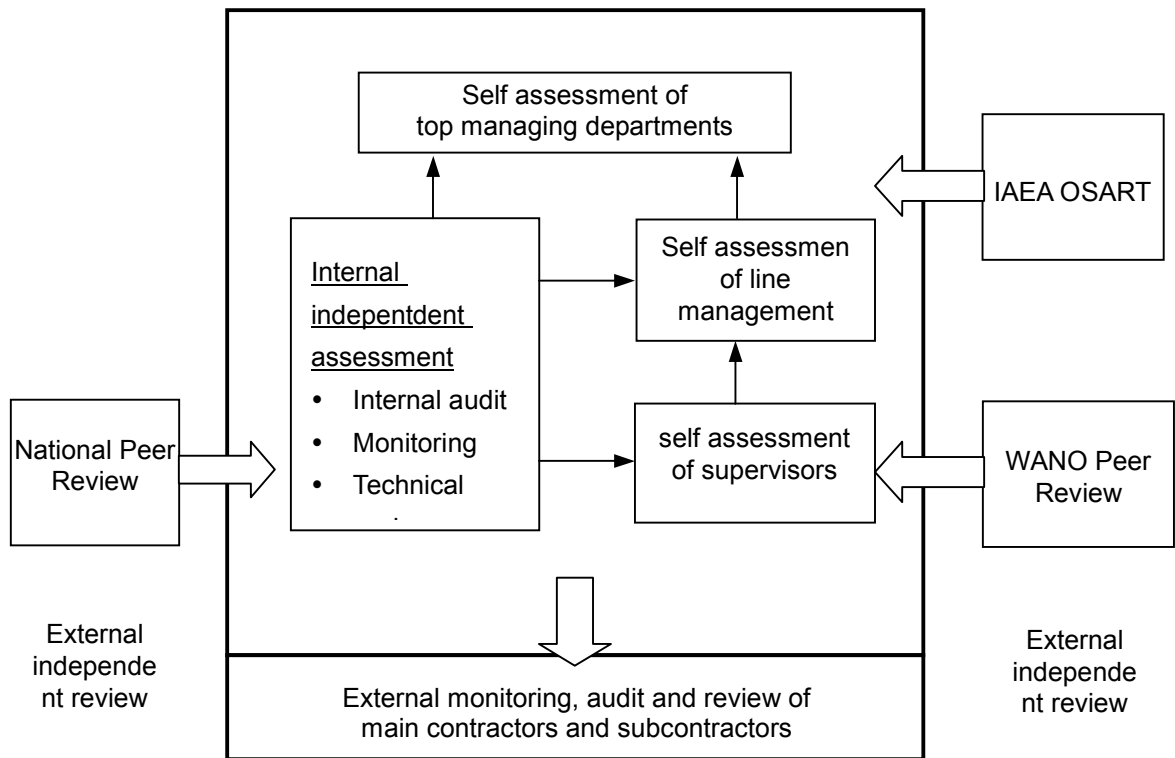 Self assessment of
top managing departments
IAEA OSART
Internal
indepentdent
assessment
• Internal audit
• Monitoring
• Technical
.
Self assessmen
of line
management
self assessment
of supervisors
National Peer
Review
WANO Peer
Review
External
independe
nt review
External
independe
nt review
External monitoring, audit and review of
main contractors and subcontractors